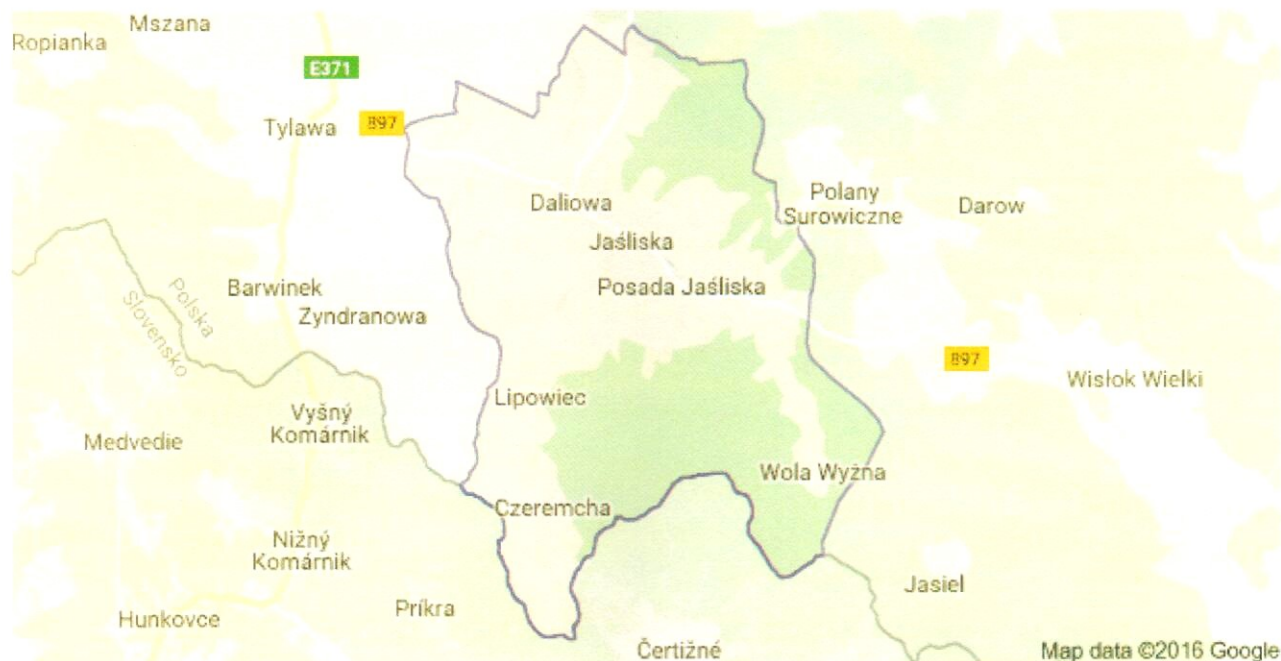 Mszana
Ropianka
E371
Tylawa
897
Daliowa
Polany
Surowiczne
Darow
Jaśliska
Posada Jaśliska
Barwinek
Polska
Slovensko
Zyndranowa
897
Wisłok Wielki
Lipowiec
Vyšný
Komárnik
Medvedie
Wola Wyżna
Czeremcha
Nižný
Komárnik
Jasiel
Príkra
Hunkovce
Čertižné
Map data ©2016 Google